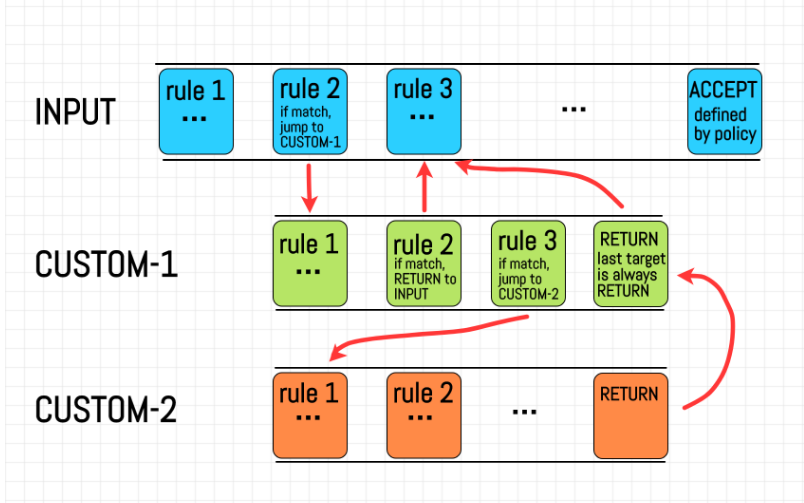 INPUT
rule 1
...
rule 2
if match,
jump to
CUSTOM-1
rule 3
...
...
ACCEPT
defined
by policy
CUSTOM-1
rule 1
...
rule 2
if match,
RETURN to
INPUT
rule 3
if match,
jump to
CUSTOM-2
RETURN
last target
is always
RETURN
CUSTOM-2
rule 1
...
rule 2
...
...
RETURN